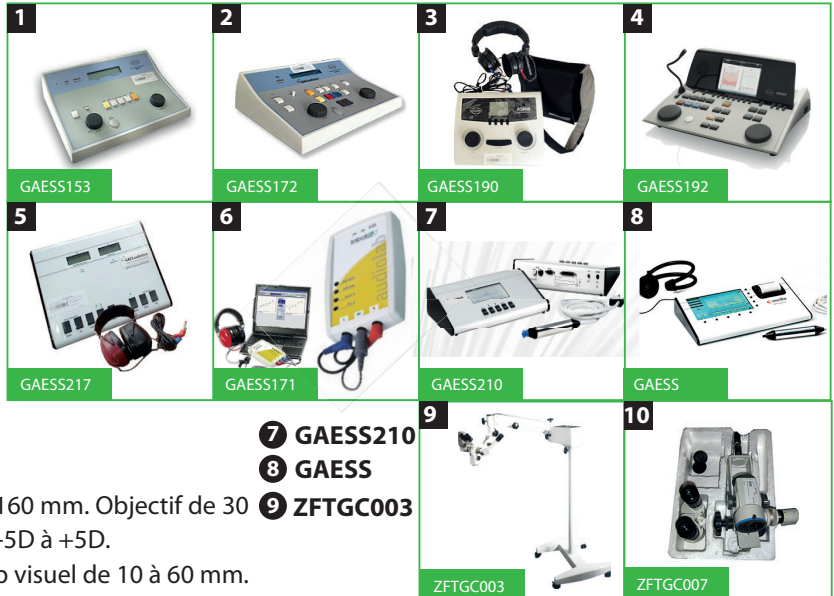 1
2
3
4
GAESS153
GAESS172
GAESS190
GAESS192
5
6
7
8
GAESS217
GAESS171
GAESS210
GAESS
9
10
7 GAESS210
8 GAESS
9 ZFTGC003
160 mm. Objectif de 30
-5D à +5D.
visuel de 10 à 60 mm.
ZFTGC003
ZFTGC007